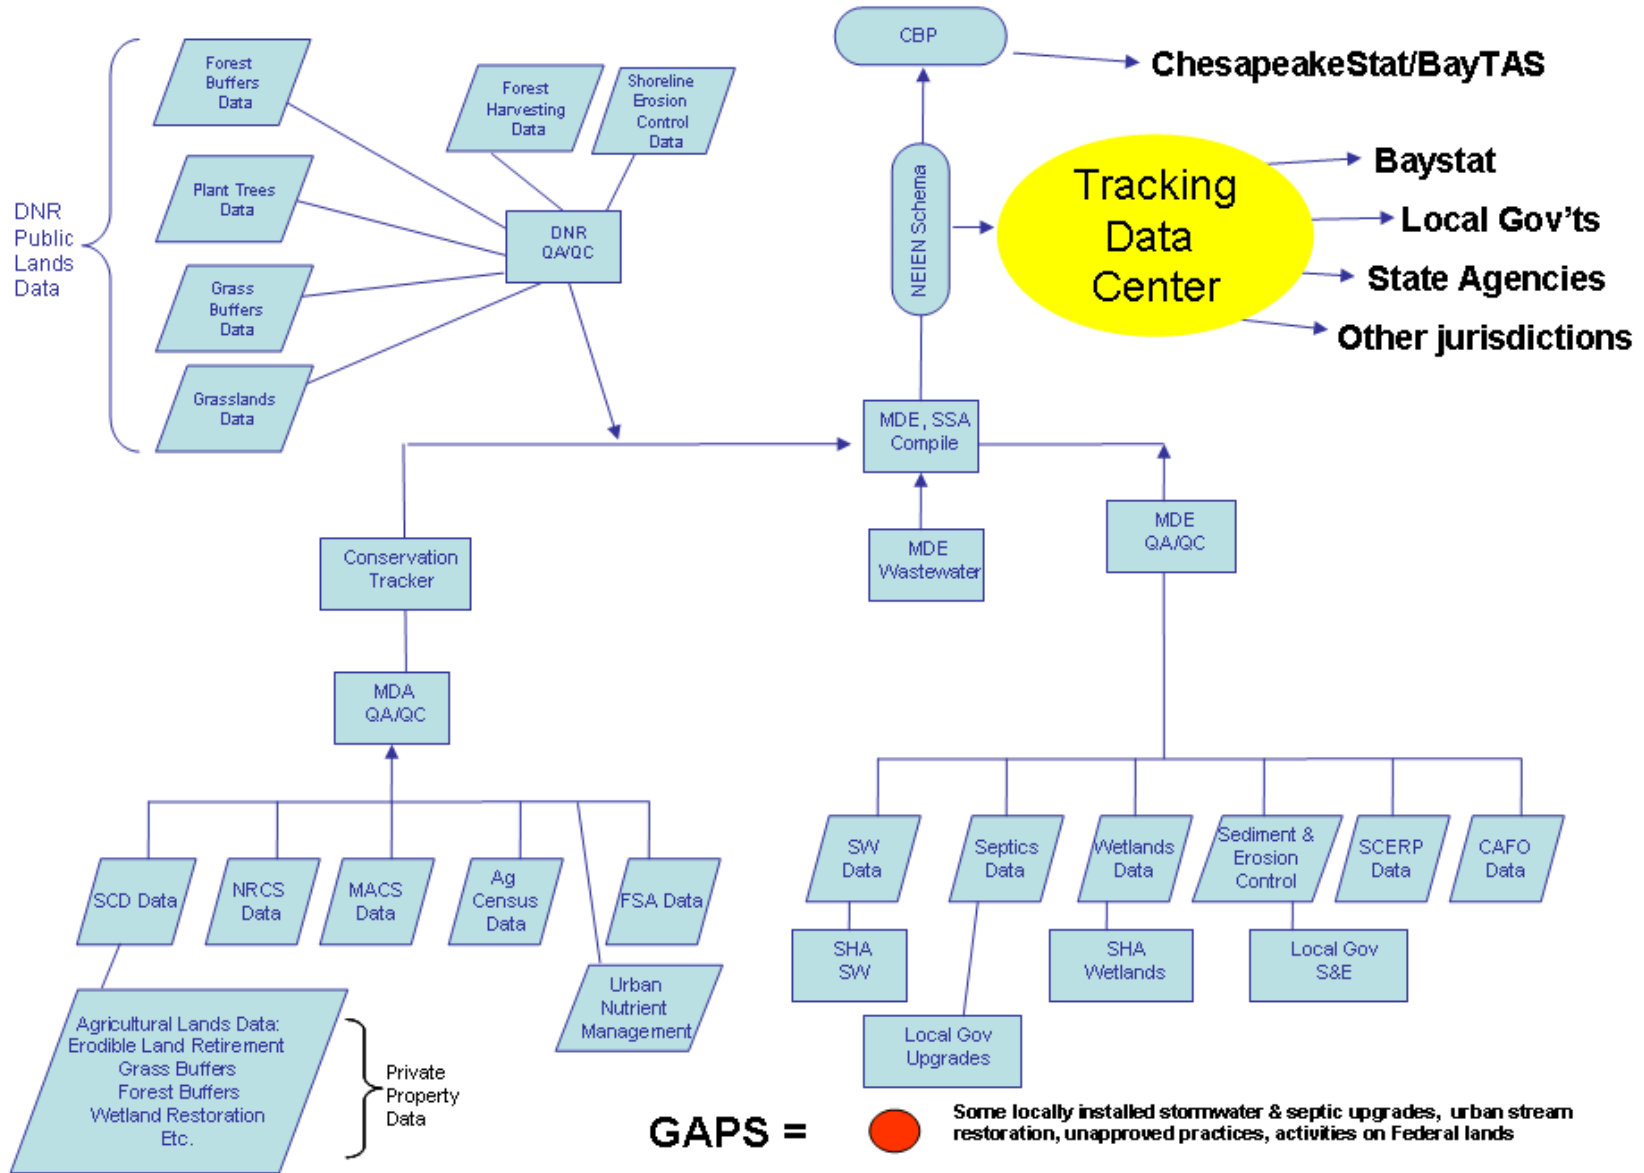 CBP
ChesapeakeStat/BayTAS
Forest
Buffers
Data
Forest
Harvesting
Data
Shoreline
Erosion
Control
Data
Plant Trees
Data
DNR
Public
Lands
Data
DNR
QA/QC
Grass
Buffers
Data
Grasslands
Data
NEIEN Schema
Tracking
Data
Center
Baystat
Local Gov'ts
State Agencies
Other jurisdictions
MDE, SSA
Compile
MDE
Wastewater
MDE
QA/QC
Conservation
Tracker
MDA
QA/QC
SCD Data
NRCS
Data
MACS
Data
Ag
Census
Data
FSA Data
Urban
Nutrient
Management
Agricultural Lands Data:
Erodible Land Retirement
Grass Buffers
Forest Buffers
Wetland Restoration
Etc.
Private
Property
Data
SW
Data
Septics
Data
Wetlands
Data
Sediment &
Erosion
Control
SCERP
Data
CAFO
Data
SHA
SW
SHA
Wetlands
Local Gov
S&E
Local Gov
Upgrades
GAPS =
Some locally installed stormwater & septic upgrades, urban stream
restoration, unapproved practices, activities on Federal lands